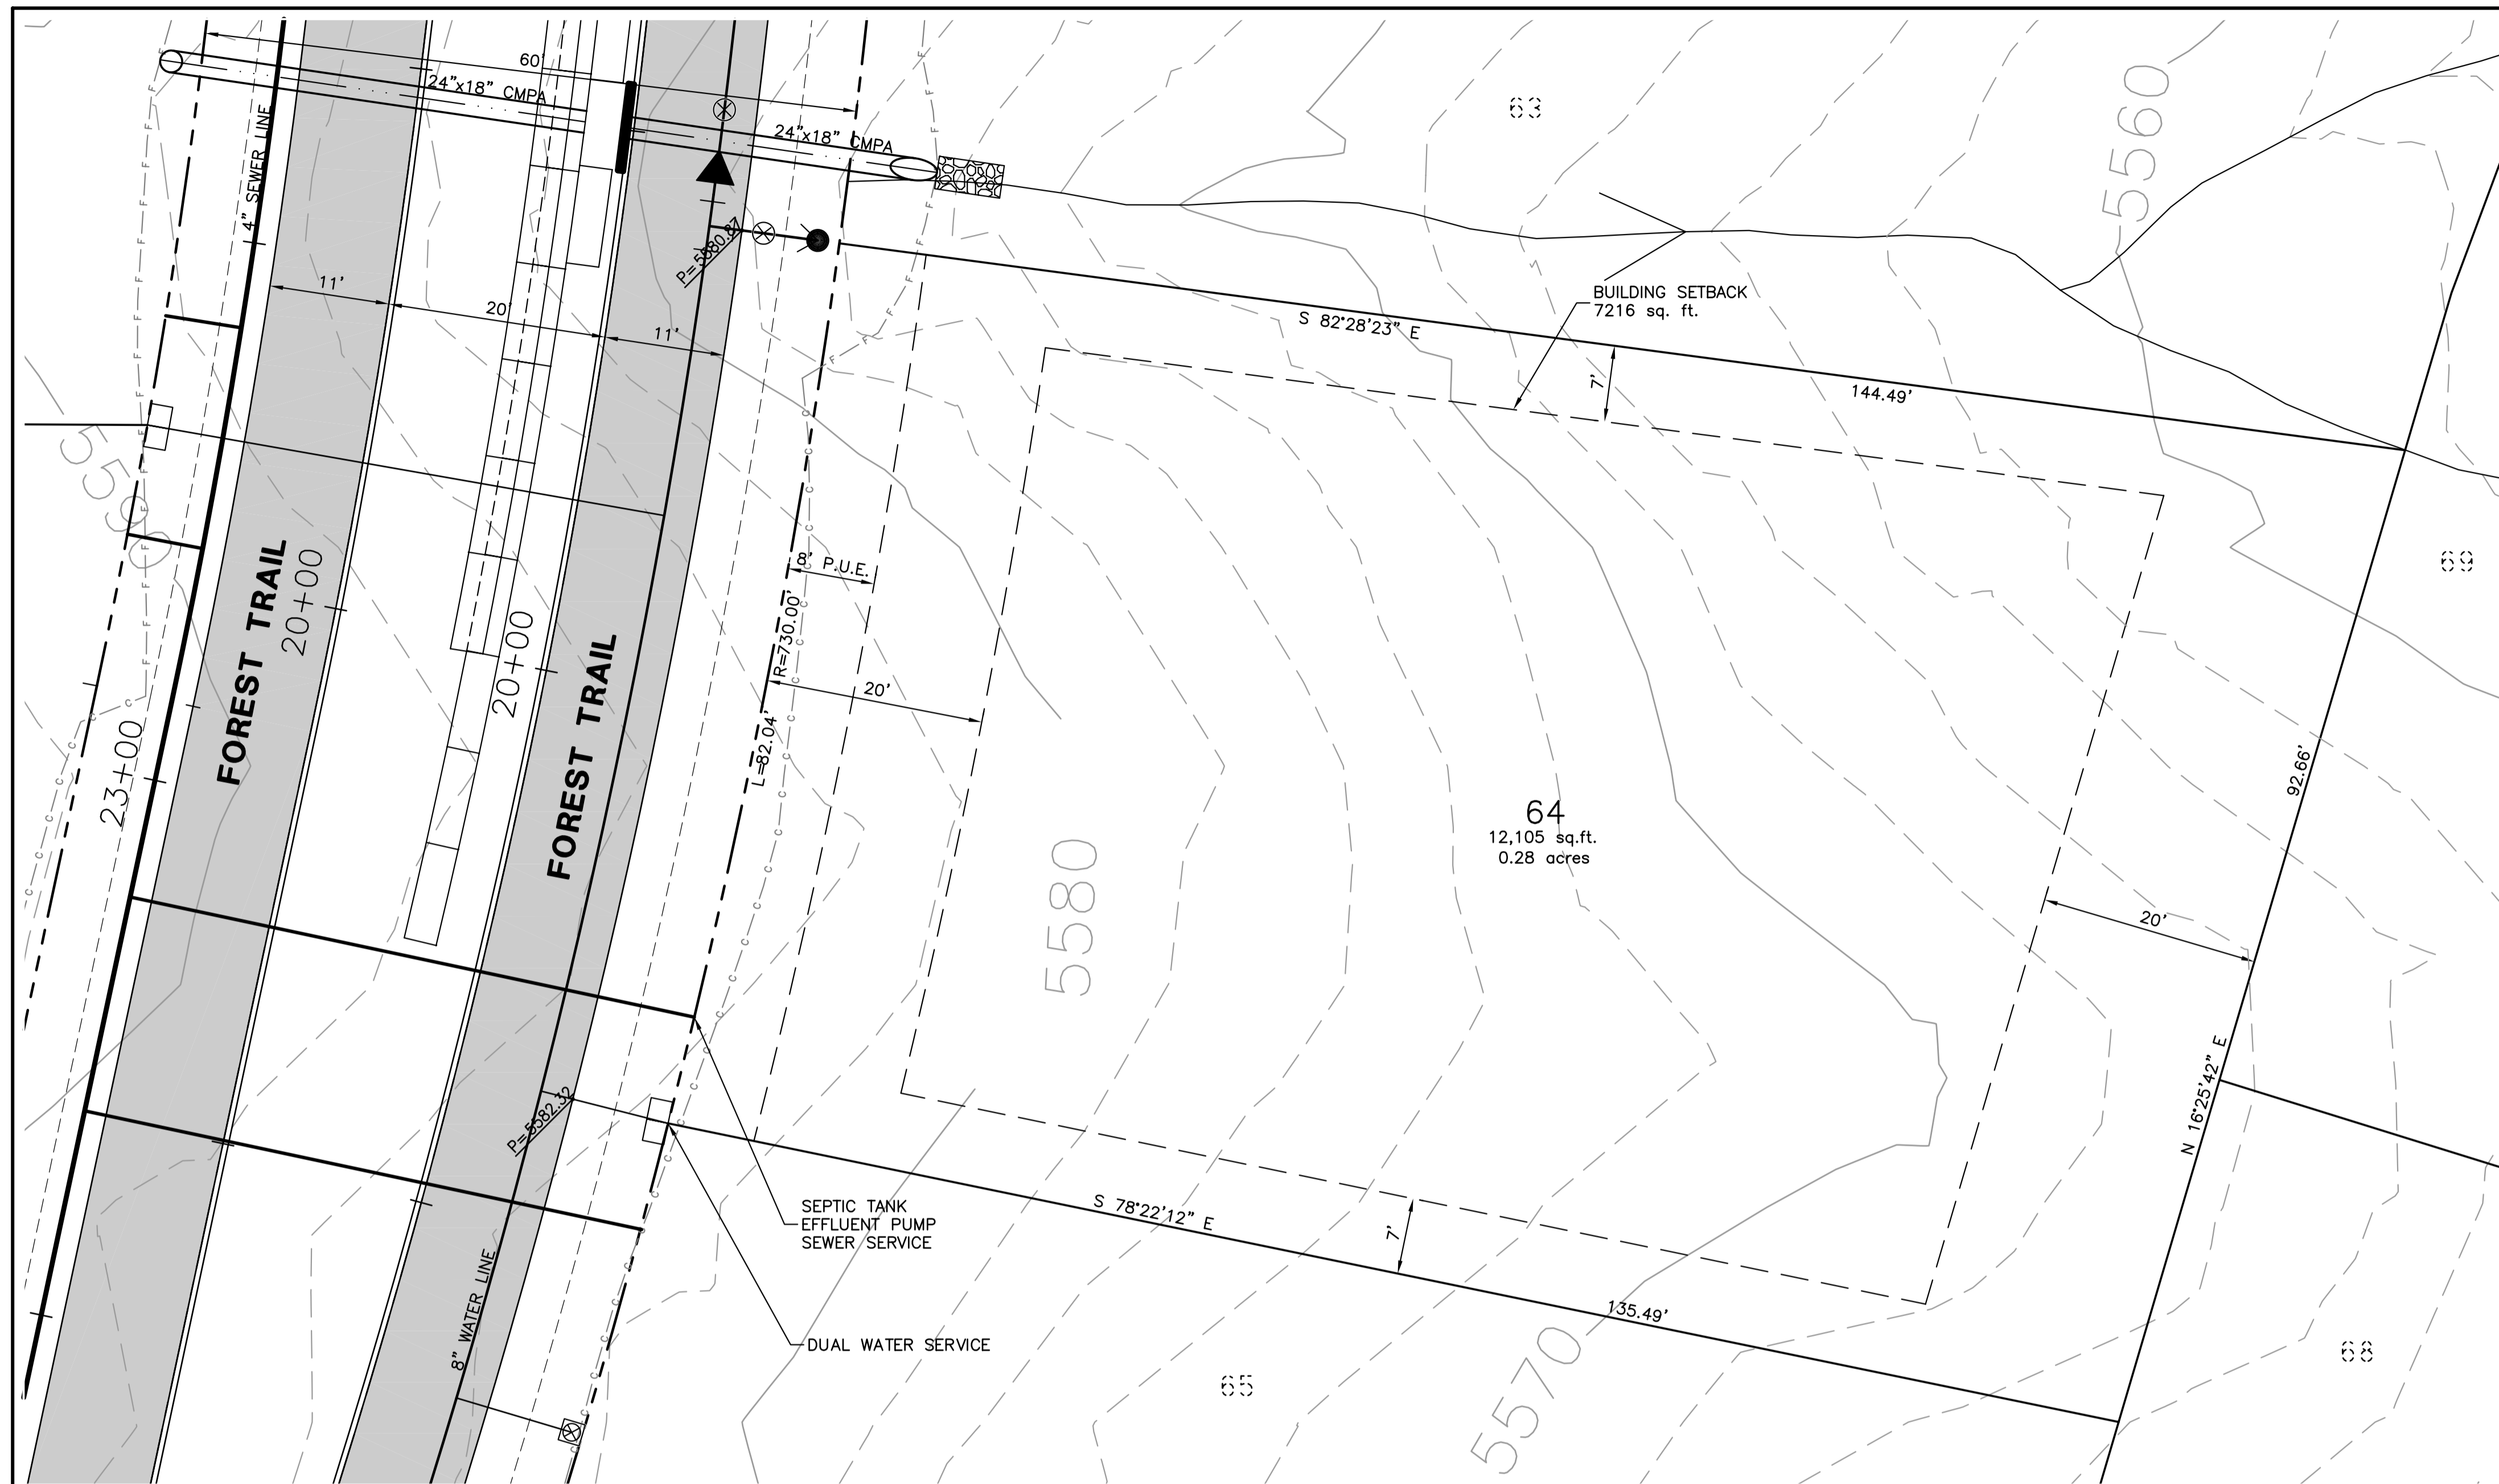 60'
24"x18" CMPA
24"x18" CMPA
63
5560
4" SEWER LINE
P=5580.87
11'
20'
11'
BUILDING SETBACK
7216 sq. ft.
S 82°28'23" E
7'
144.49'
5590
69
8' P.U.E.
FOREST TRAIL
20+00
20+00
FOREST TRAIL
R=730.00'
20'
L=82.04'
23+00
92.66'
64
12,105 sq.ft.
0.28 acres
5580
20'
N 16°25'42" E
P=5582.32
SEPTIC TANK
EFFLUENT PUMP
SEWER SERVICE
S 78°22'12" E
7'
8" WATER LINE
135.49'
DUAL WATER SERVICE
65
5570
68
F
C